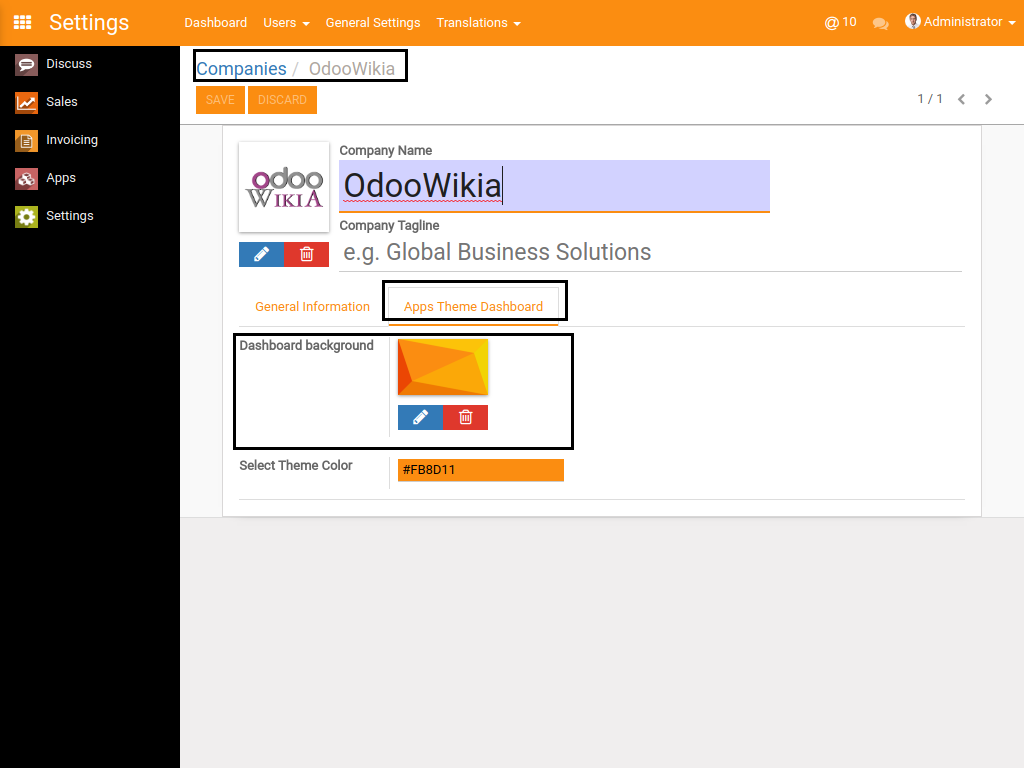 Settings Dashboard Users General Settings Translations @ 10 Administrator
Discuss
Sales
Invoicing
Apps
Settings
Companies / OdooWikia
SAVE DISCARD 1 / 1
odoo
WIKIA
Company Name
OdooWikia
Company Tagline
e.g. Global Business Solutions
General Information Apps Theme Dashboard
Dashboard background
Select Theme Color #FB8D11